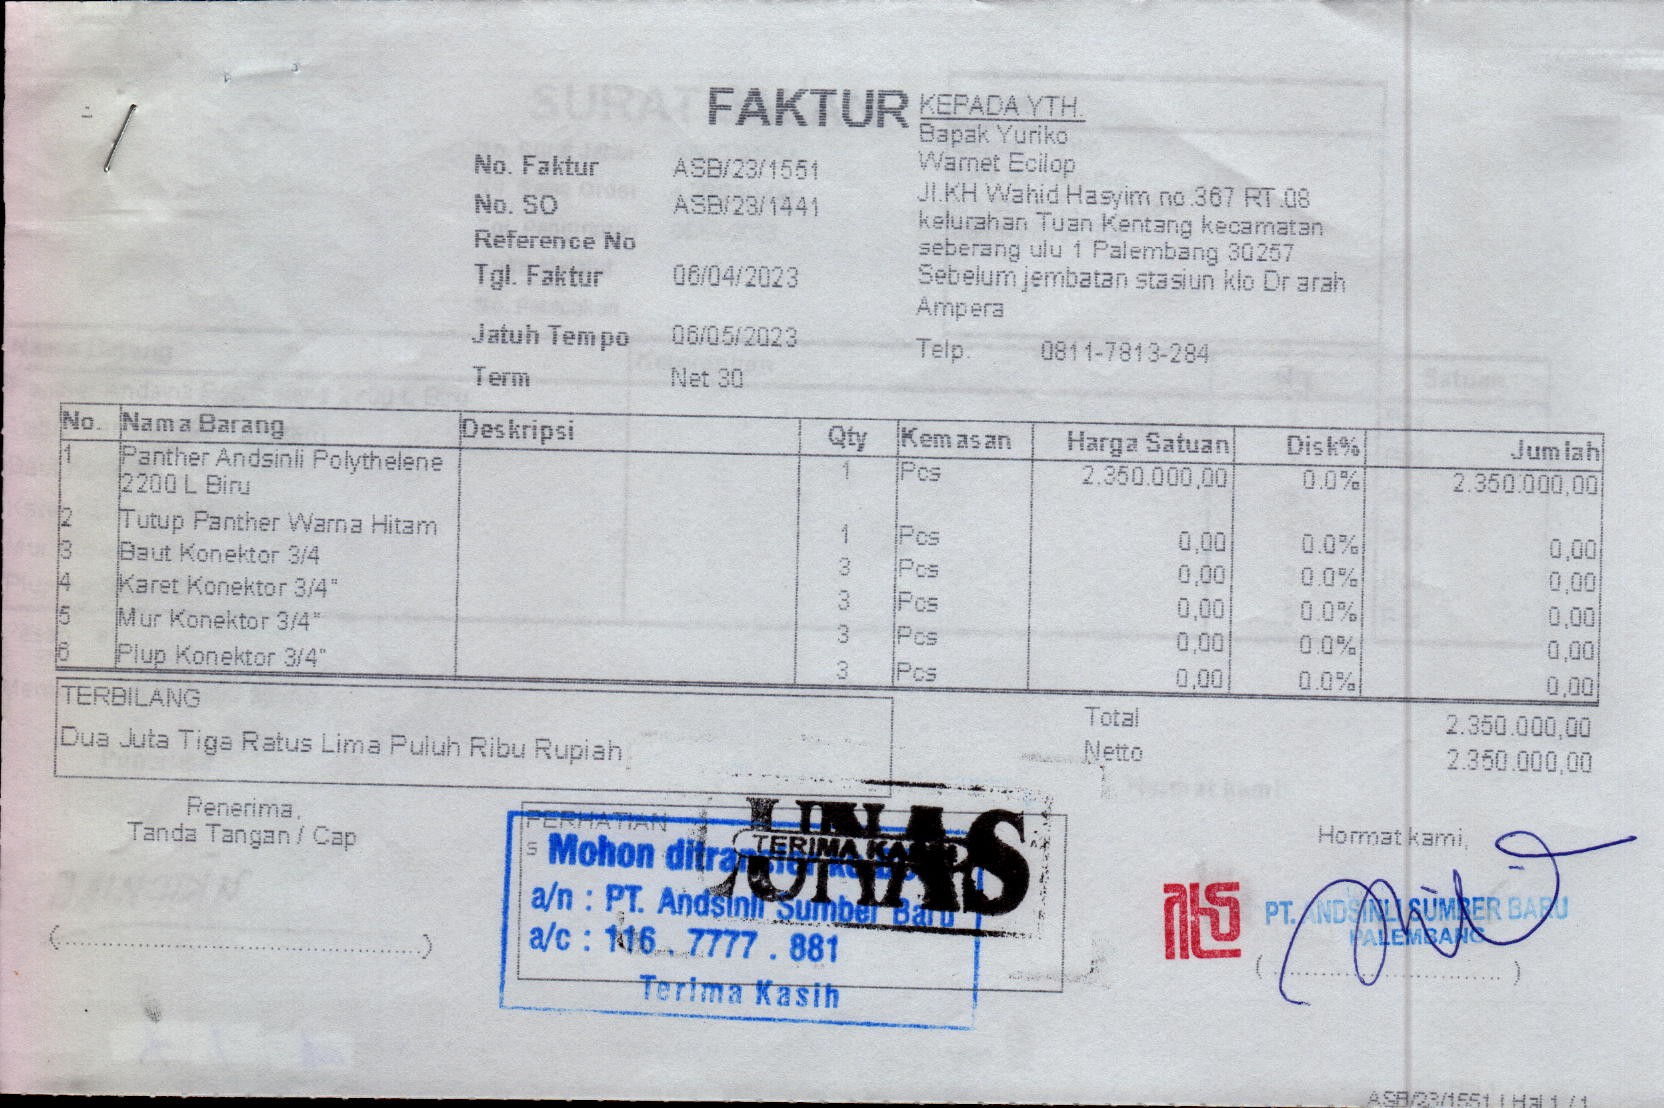 FAKTUR
No. Faktur ASB/23/1551
No. SO ASB/23/1441
Reference No
Tgl. Faktur 06/04/2023
Jatuh Tempo 06/05/2023
Term Net 30
KEPADA YTH.
Bapak Yuriko
Warnet Ecilop
Jl.KH Wahid Hasyim no.367 RT.08
kelurahan Tuan Kentang kecamatan
seberang ulu 1 Palembang 30257
Sebelum jembatan stasiun klo Dr arah
Ampera
Telp. 0811-7813-284
No. Nama Barang Deskripsi Qty Kemasan Harga Satuan Disk% Jumlah
1 Panther Andsinli Polythelene 1 Pcs 2.350.000,00 0.0% 2.350.000,00
2200 L Biru
2 Tutup Panther Warna Hitam 1 Pcs 0,00 0.0% 0,00
3 Baut Konektor 3/4 3 Pcs 0,00 0.0% 0,00
4 Karet Konektor 3/4" 3 Pcs 0,00 0.0% 0,00
5 Mur Konektor 3/4" 3 Pcs 0,00 0.0% 0,00
6 Plup Konektor 3/4" 3 Pcs 0,00 0.0% 0,00
TERBILANG
Dua Juta Tiga Ratus Lima Puluh Ribu Rupiah
Total 2.350.000,00
Netto 2.350.000,00
Penerima,
Tanda Tangan / Cap
PERHATIAN
LUNAS
TERIMA KASIH
Mohon ditransfer ke
a/n : PT. Andsinli Sumber Baru
a/c : 116 . 7777 . 881
Terima Kasih
Hormat kami,
PT. ANDSINLI SUMBER BARU
PALEMBANG
ASB/23/1551 | Hal 1 / 1